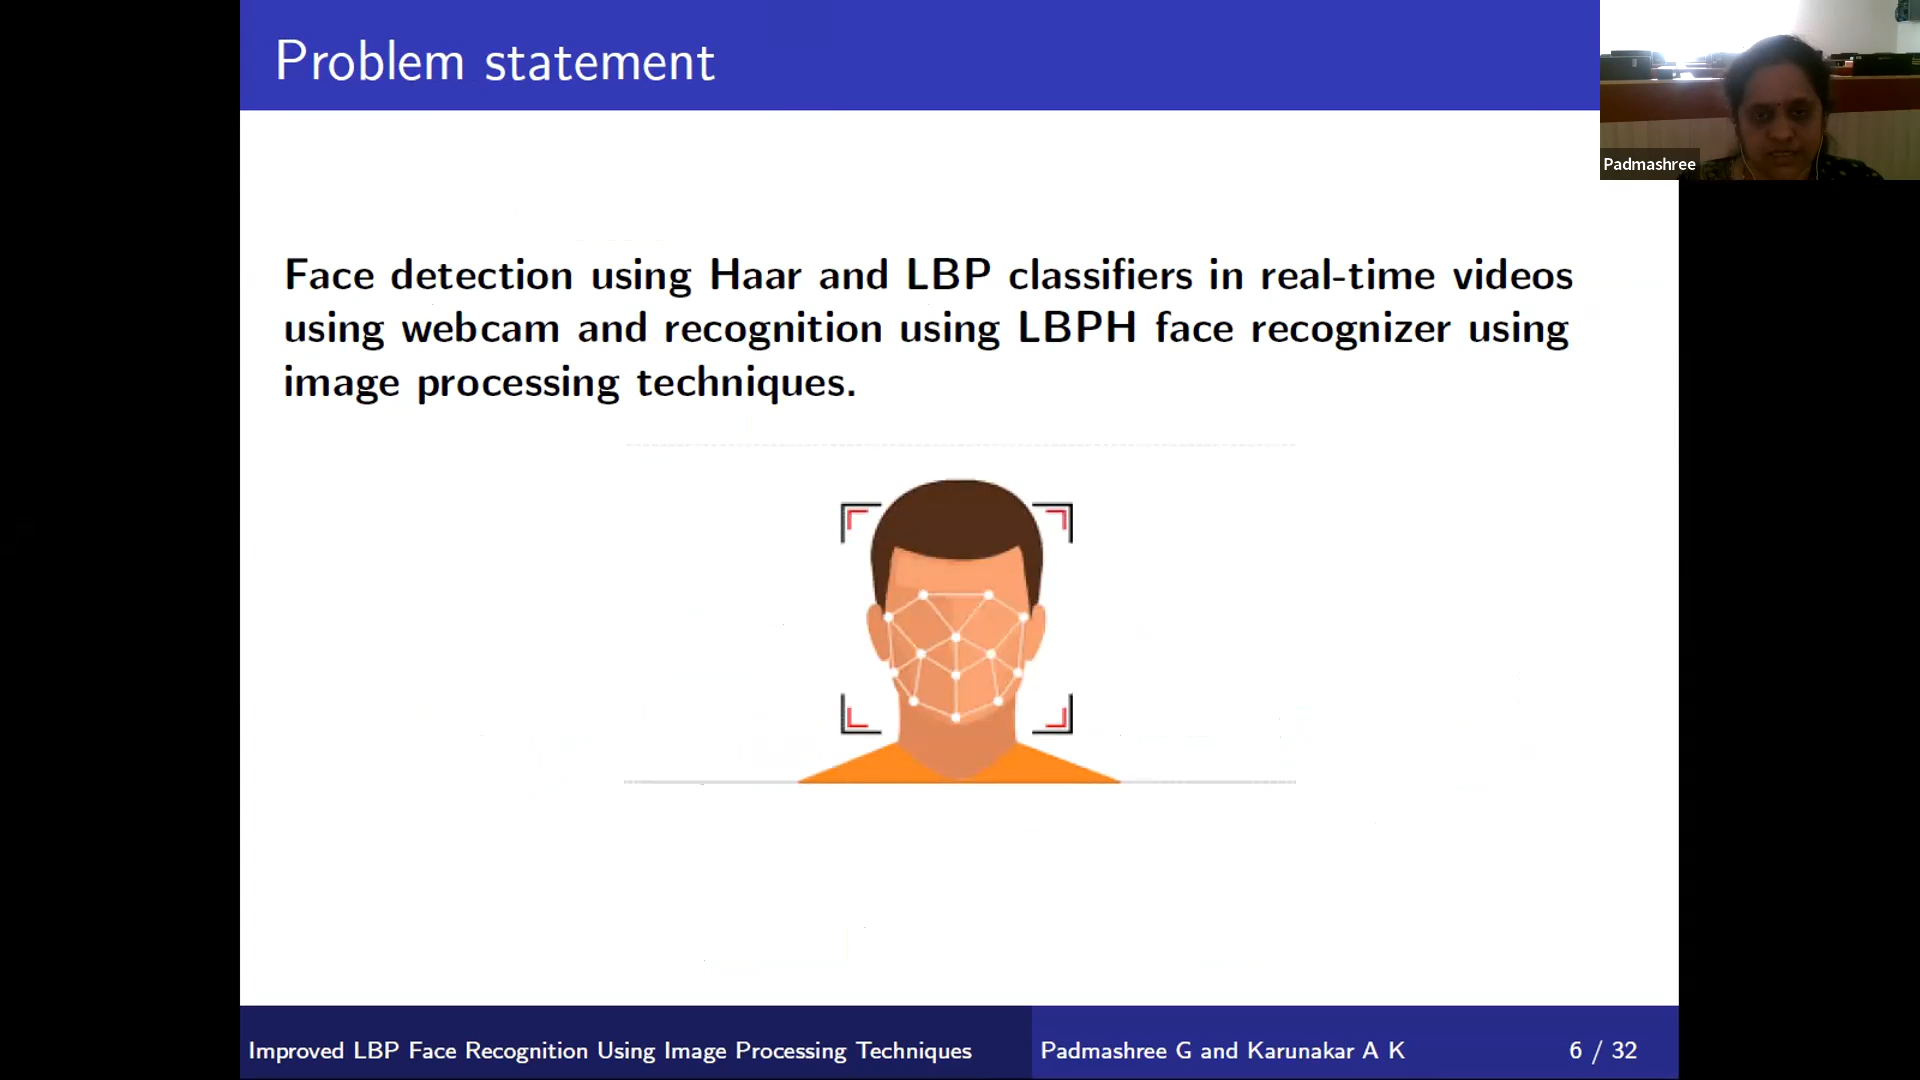 Problem statement
Padmashree
Face detection using Haar and LBP classifiers in real-time videos
using webcam and recognition using LBPH face recognizer using
image processing techniques.
Improved LBP Face Recognition Using Image Processing Techniques
Padmashree G and Karunakar A K
6 / 32